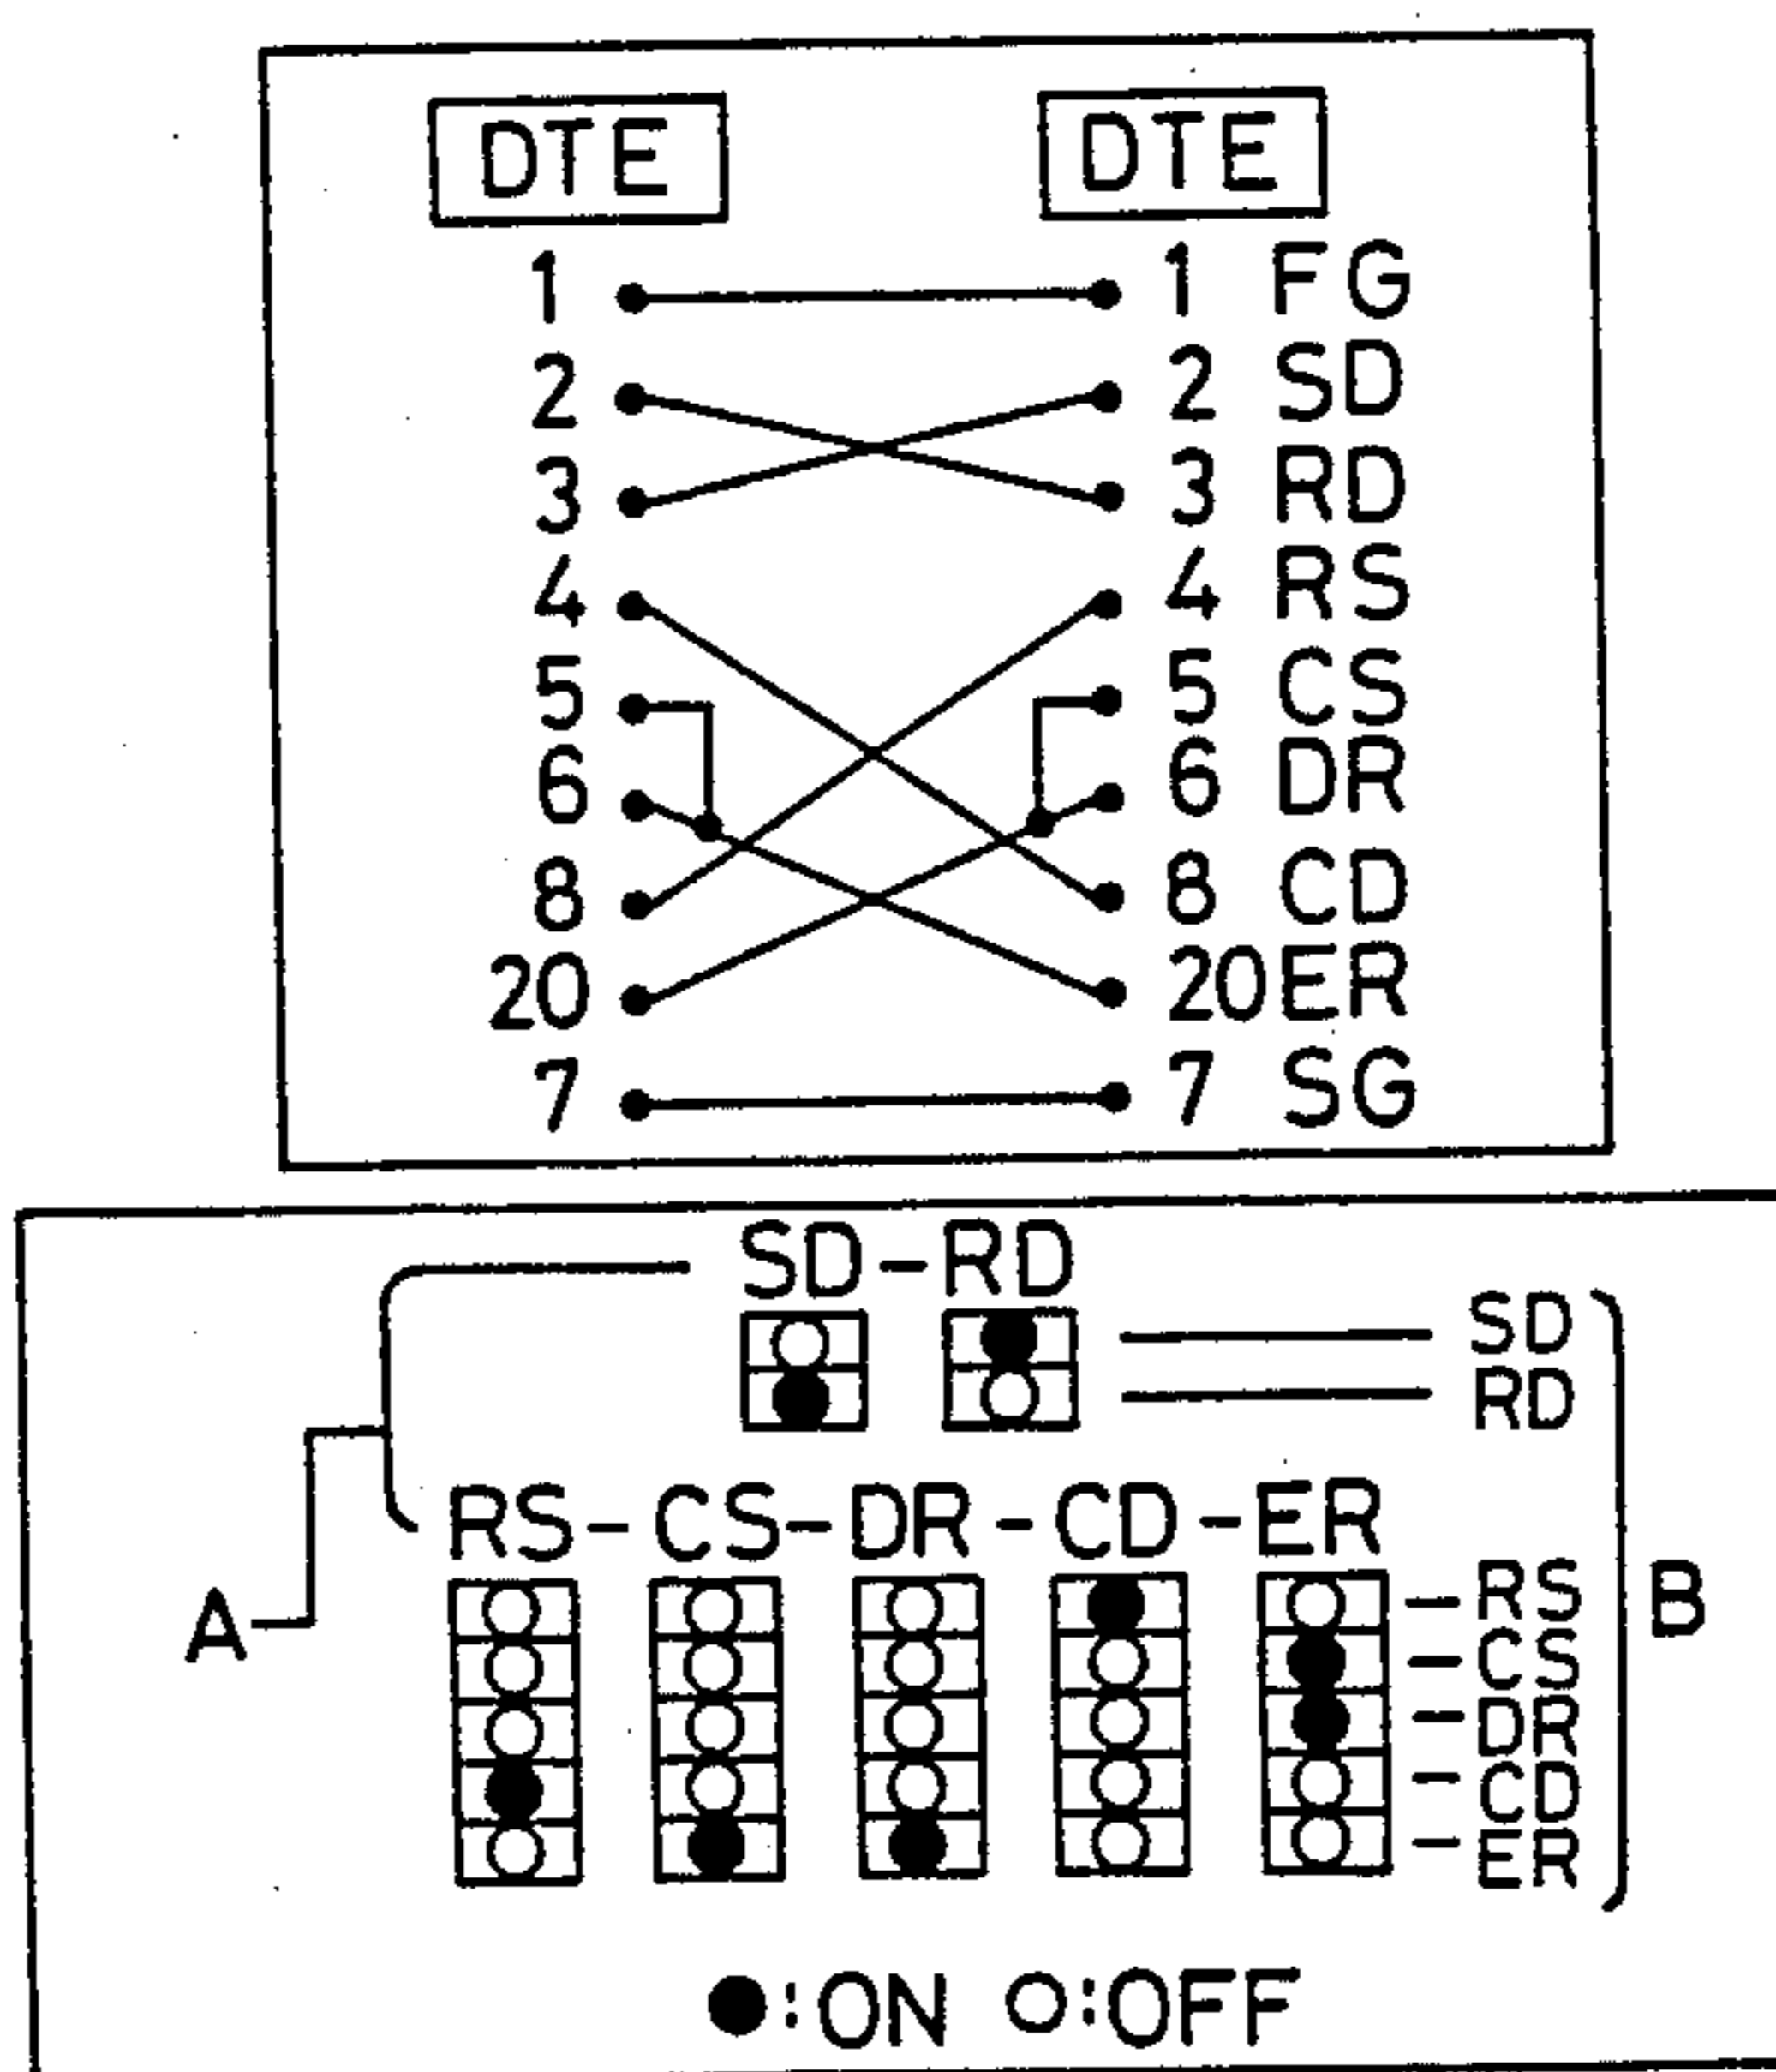 DTE DTE
1 1 FG
2 2 SD
3 3 RD
4 4 RS
5 5 CS
6 6 DR
8 8 CD
20 20 ER
7 7 SG
SD-RD
SD
RD
RS-CS-DR-CD-ER
A
B
-RS
-CS
-DR
-CD
-ER
●:ON ○:OFF